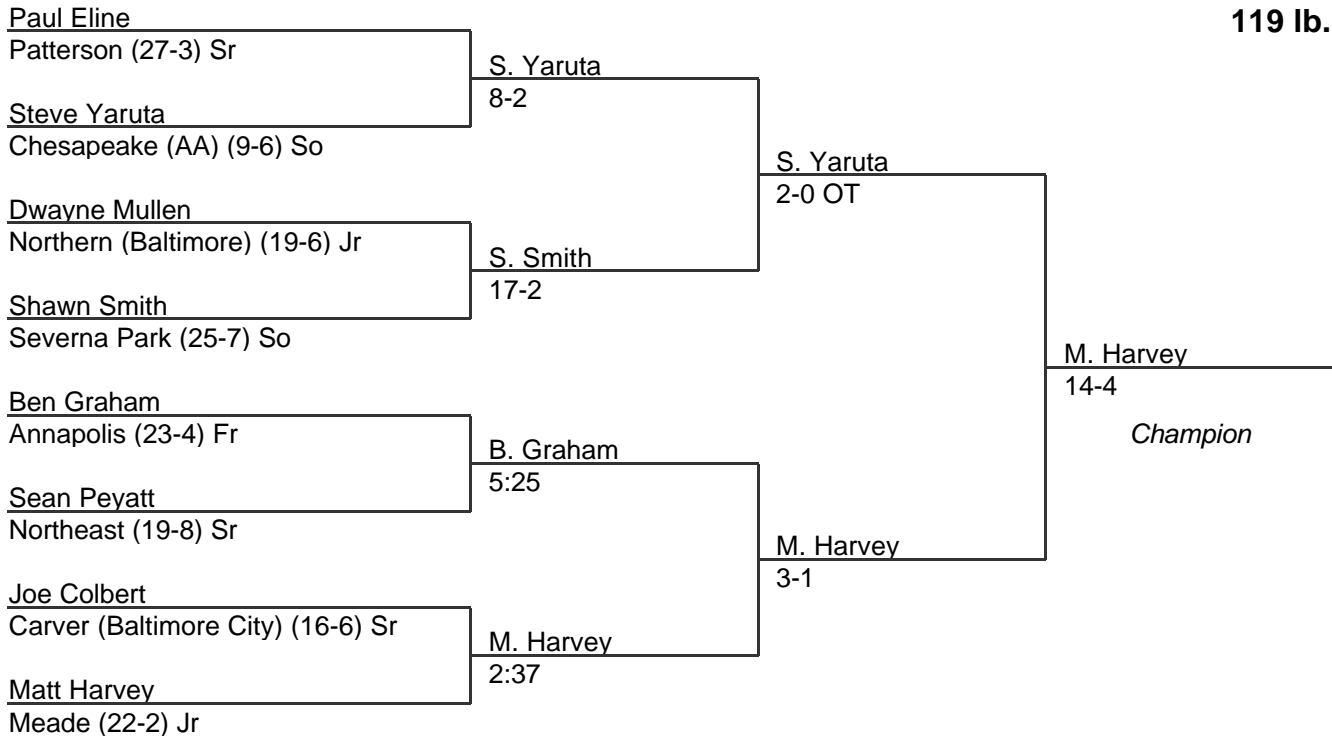 119 lb.
Paul Eline
Patterson (27-3) Sr
Steve Yaruta
Chesapeake (AA) (9-6) So
Dwayne Mullen
Northern (Baltimore) (19-6) Jr
Shawn Smith
Severna Park (25-7) So
Ben Graham
Annapolis (23-4) Fr
Sean Peyatt
Northeast (19-8) Sr
Joe Colbert
Carver (Baltimore City) (16-6) Sr
Matt Harvey
Meade (22-2) Jr
S. Yaruta
8-2
S. Smith
17-2
B. Graham
5:25
M. Harvey
2:37
S. Yaruta
2-0 OT
M. Harvey
3-1
M. Harvey
14-4
Champion